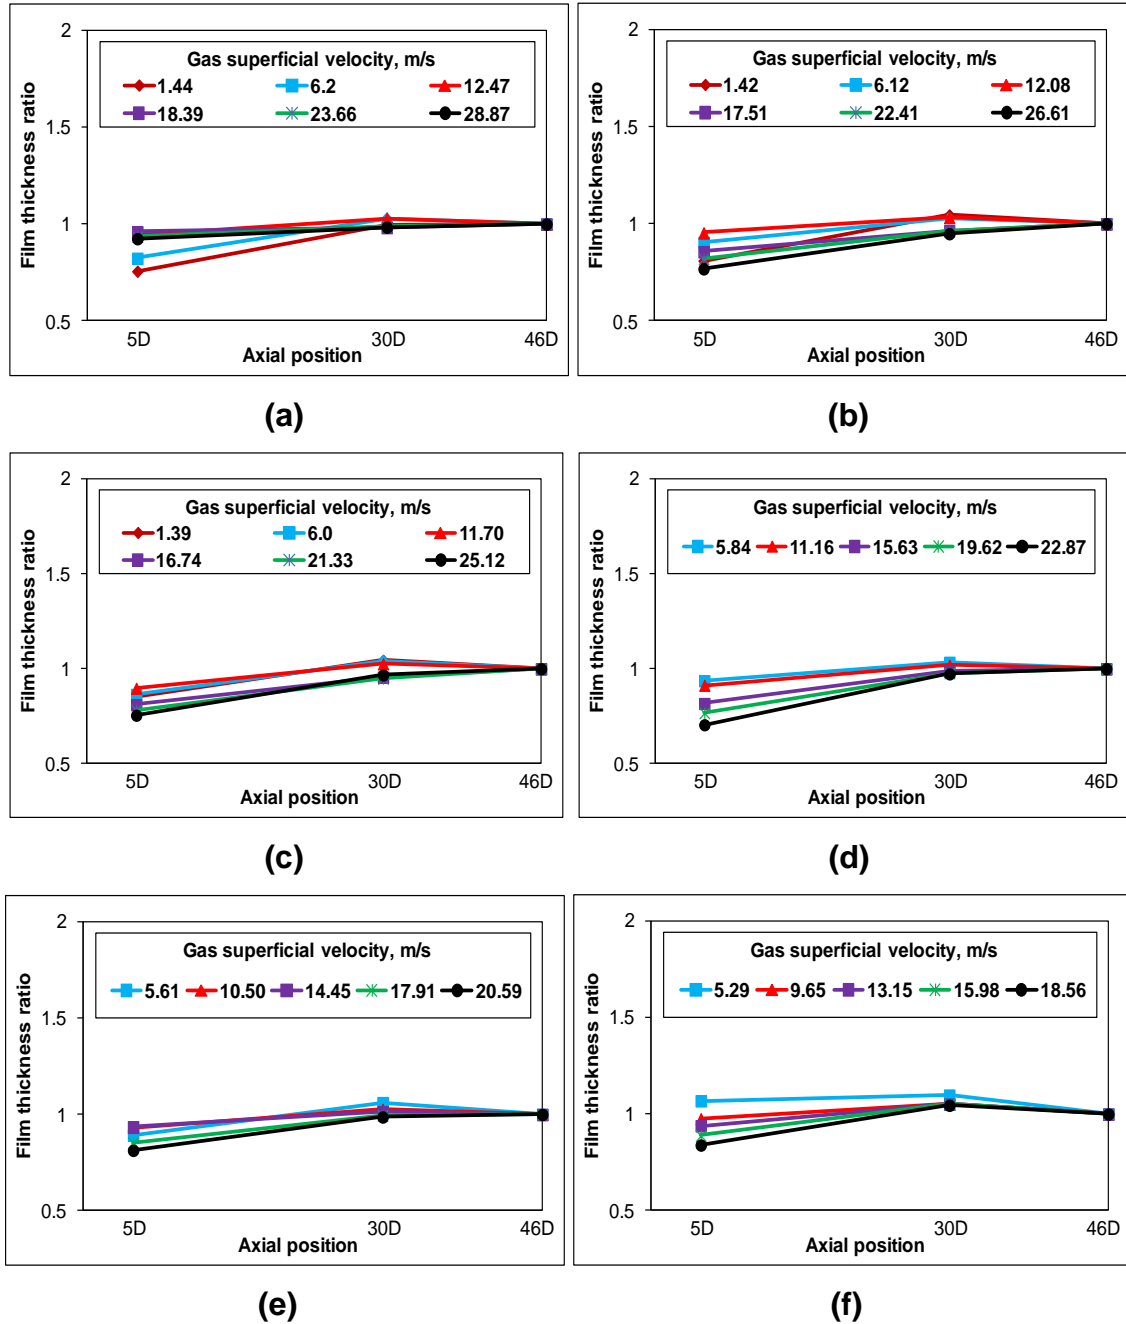 2
Gas superficial velocity, m/s
1.44 6.2 12.47
18.39 23.66 28.87
1.5
1
0.5
Film thickness ratio
5D 30D 46D
Axial position
(a)
2
Gas superficial velocity, m/s
1.42 6.12 12.08
17.51 22.41 26.61
1.5
1
0.5
Film thickness ratio
5D 30D 46D
Axial position
(b)
2
Gas superficial velocity, m/s
1.39 6.0 11.70
16.74 21.33 25.12
1.5
1
0.5
Film thickness ratio
5D 30D 46D
Axial position
(c)
2
Gas superficial velocity, m/s
5.84 11.16 15.63 19.62 22.87
1.5
1
0.5
Film thickness ratio
5D 30D 46D
Axial position
(d)
2
Gas superficial velocity, m/s
5.61 10.50 14.45 17.91 20.59
1.5
1
0.5
Film thickness ratio
5D 30D 46D
Axial position
(e)
2
Gas superficial velocity, m/s
5.29 9.65 13.15 15.98 18.56
1.5
1
0.5
Film thickness ratio
5D 30D 46D
Axial position
(f)